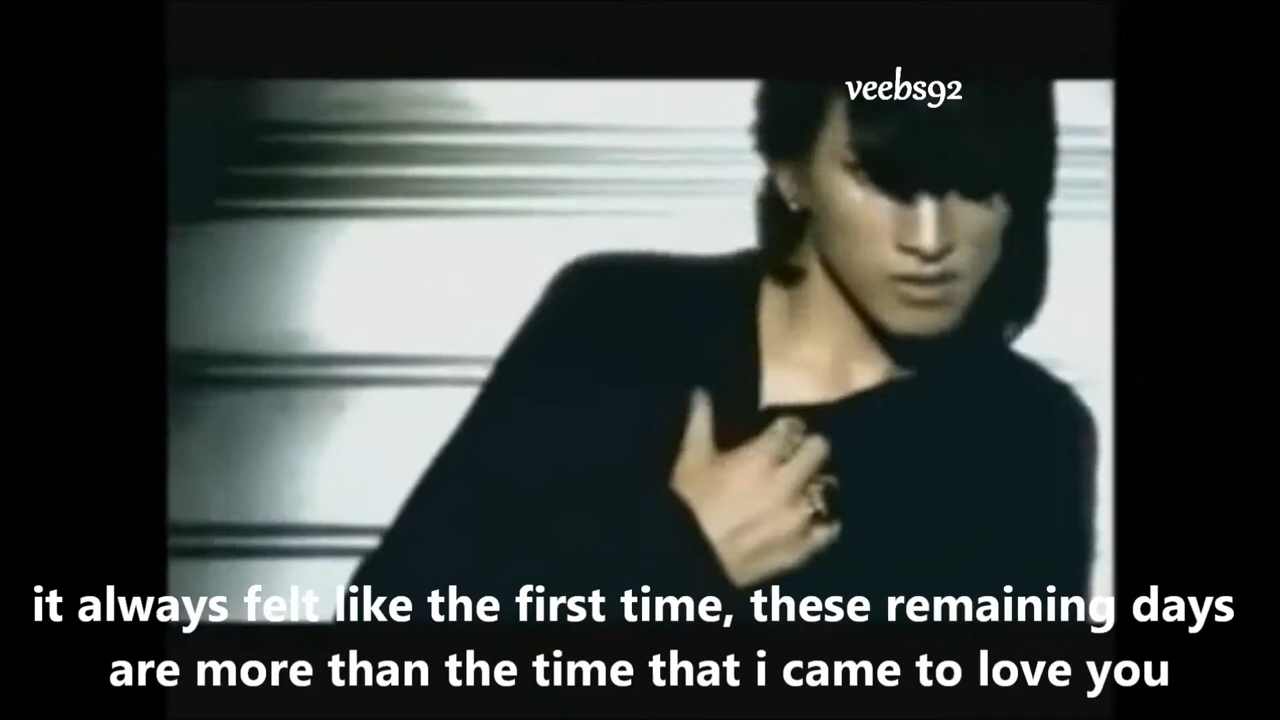 veebs92
it always felt like the first time, these remaining days
are more than the time that i came to love you